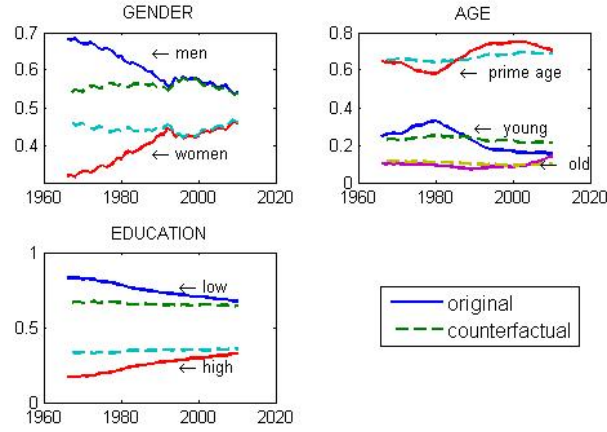 GENDER
0.7
0.6
0.5
0.4
← men
← women
1960 1980 2000 2020
AGE
0.8
0.6
0.4
0.2
0
← prime age
← young
← old
1960 1980 2000 2020
EDUCATION
1
0.5
0
← low
← high
1960 1980 2000 2020
original
counterfactual